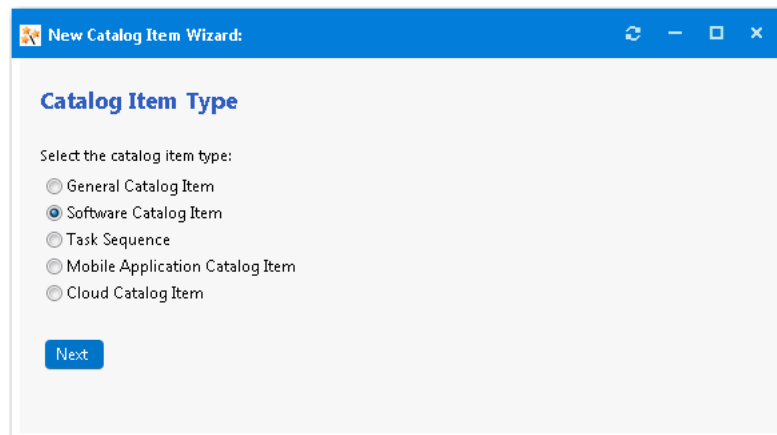 New Catalog Item Wizard:
Catalog Item Type
Select the catalog item type:
General Catalog Item
Software Catalog Item
Task Sequence
Mobile Application Catalog Item
Cloud Catalog Item
Next